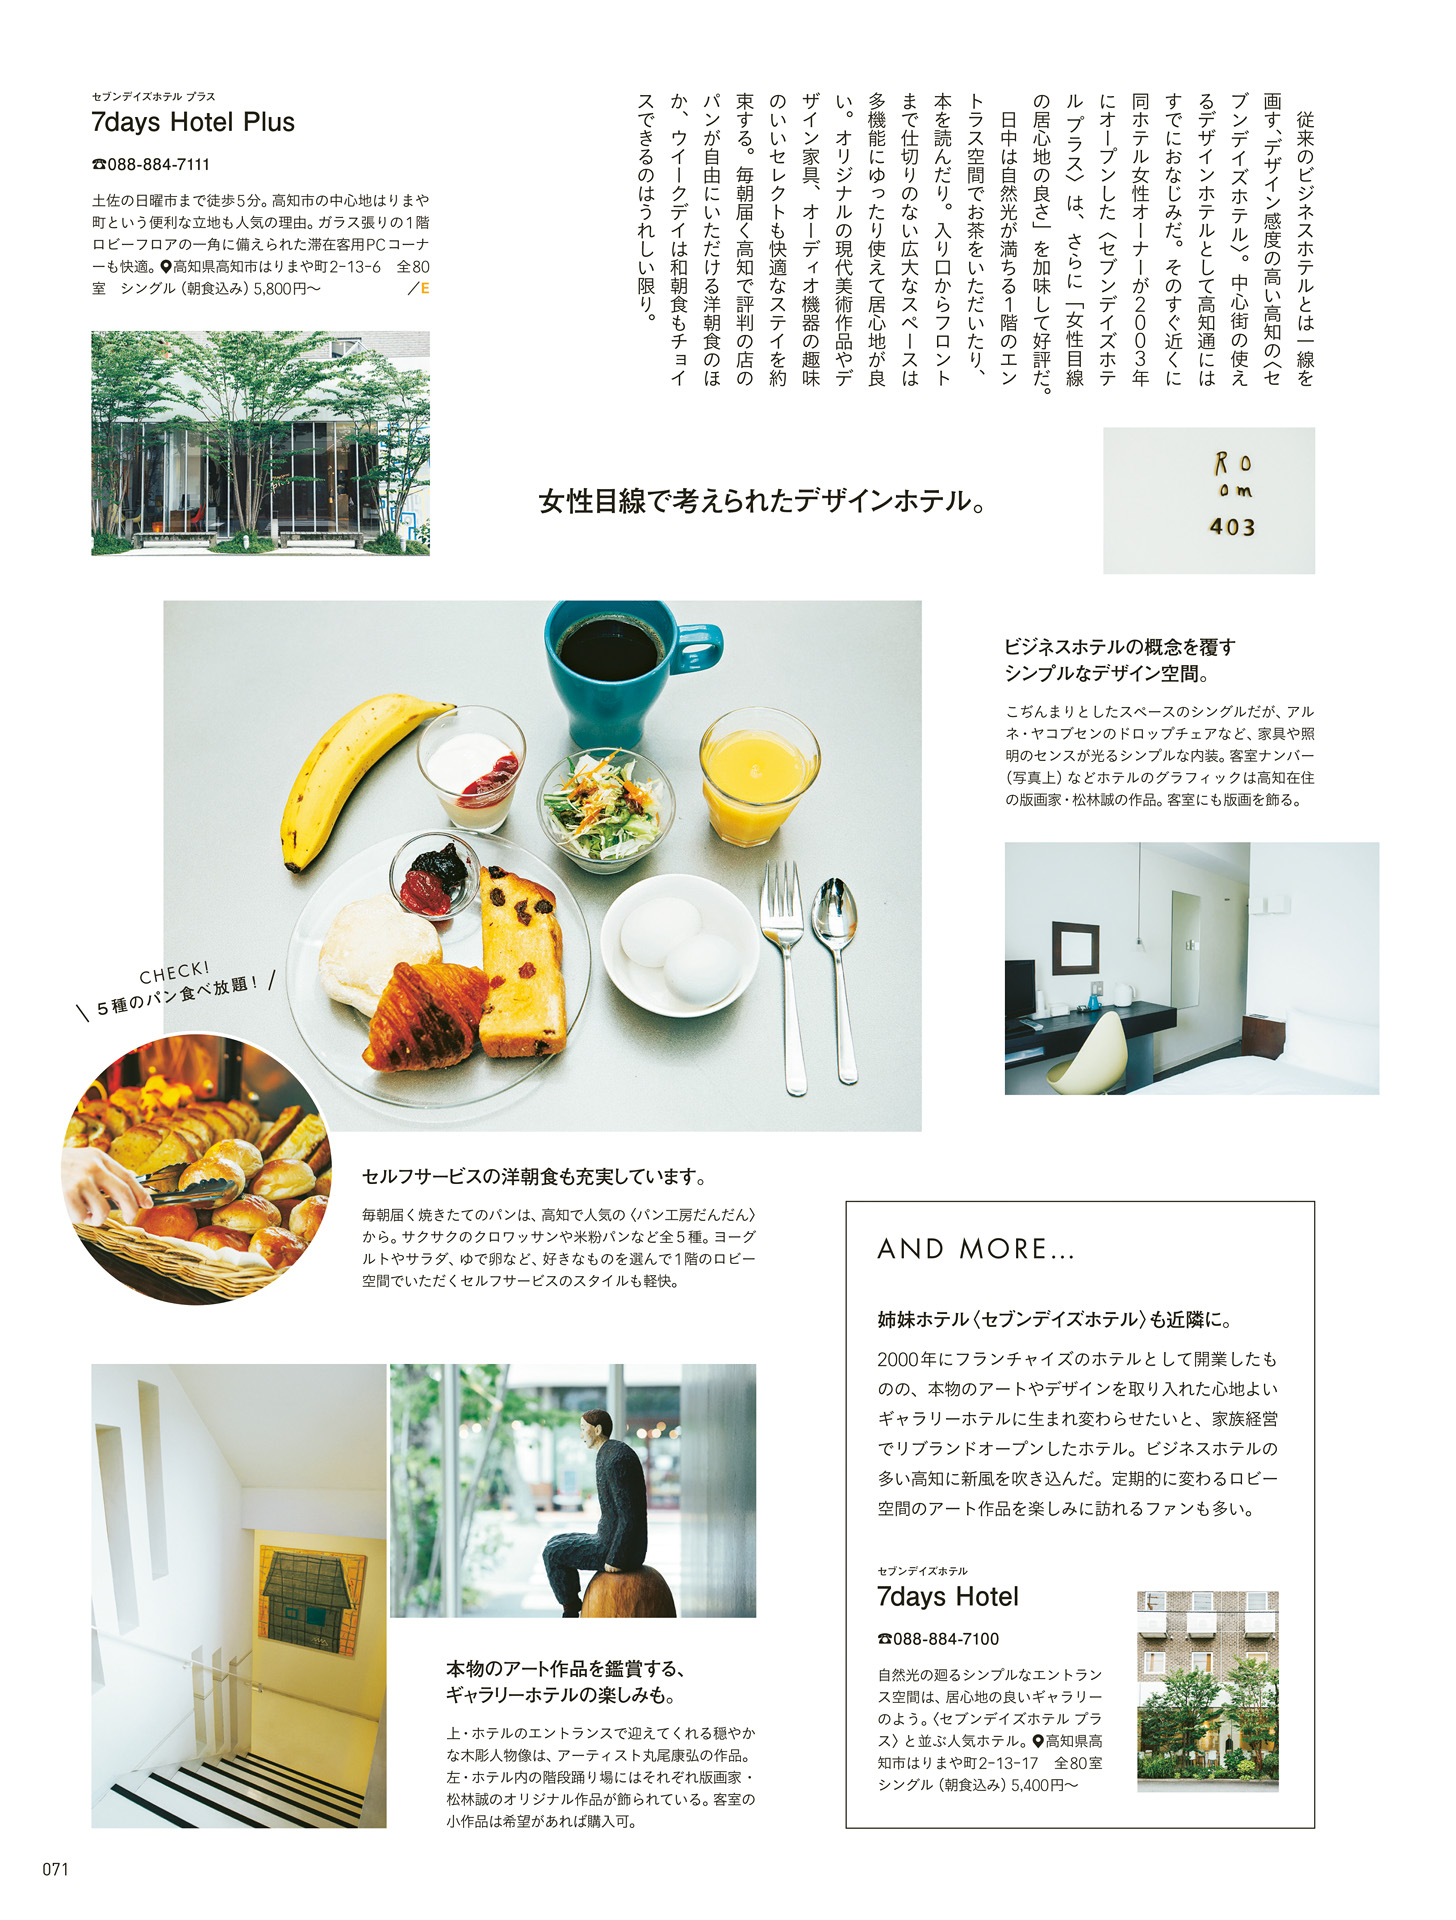 セブンデイズホテル プラス
7days Hotel Plus
☎088-884-7111
土佐の日曜市まで徒歩5分。高知市の中心地はりまや
町という便利な立地も人気の理由。ガラス張りの1階
ロビーフロアの一角に備えられた滞在客用PCコーナ
ーも快適。高知県高知市はりまや町2-13-6　全80
室　シングル（朝食込み）5,800円〜　／E
従来のビジネスホテルとは一線を
画す、デザイン感度の高い高知の〈セ
ブンデイズホテル〉。中心街の使え
るデザインホテルとして高知通には
すでにおなじみだ。そのすぐ近くに
同ホテル女性オーナーが2003年
にオープンした〈セブンデイズホテ
ル プラス〉は、さらに「女性目線
の居心地の良さ」を加味して好評だ。
日中は自然光が満ちる1階のエン
トラス空間でお茶をいただいたり、
本を読んだり。入り口からフロント
まで仕切りのない広大なスペースは
多機能にゆったり使えて居心地が良
い。オリジナルの現代美術作品やデ
ザイン家具、オーディオ機器の趣味
のいいセレクトも快適なステイを約
束する。毎朝届く高知で評判の店の
パンが自由にいただける洋朝食のほ
か、ウイークデイは和朝食もチョイ
スできるのはうれしい限り。
女性目線で考えられたデザインホテル。
Ro
om
403
ビジネスホテルの概念を覆す
シンプルなデザイン空間。
こぢんまりとしたスペースのシングルだが、アル
ネ・ヤコブセンのドロップチェアなど、家具や照
明のセンスが光るシンプルな内装。客室ナンバー
（写真上）などホテルのグラフィックは高知在住
の版画家・松林誠の作品。客室にも版画を飾る。
CHECK!
5種のパン食べ放題！
セルフサービスの洋朝食も充実しています。
毎朝届く焼きたてのパンは、高知で人気の〈パン工房だんだん〉
から。サクサクのクロワッサンや米粉パンなど全5種。ヨーグ
ルトやサラダ、ゆで卵など、好きなものを選んで1階のロビー
空間でいただくセルフサービスのスタイルも軽快。
本物のアート作品を鑑賞する、
ギャラリーホテルの楽しみも。
上・ホテルのエントランスで迎えてくれる穏やか
な木彫人物像は、アーティスト丸尾康弘の作品。
左・ホテル内の階段踊り場にはそれぞれ版画家・
松林誠のオリジナル作品が飾られている。客室の
小作品は希望があれば購入可。
AND MORE...
姉妹ホテル〈セブンデイズホテル〉も近隣に。
2000年にフランチャイズのホテルとして開業したも
のの、本物のアートやデザインを取り入れた心地よい
ギャラリーホテルに生まれ変わらせたいと、家族経営
でリブランドオープンしたホテル。ビジネスホテルの
多い高知に新風を吹き込んだ。定期的に変わるロビー
空間のアート作品を楽しみに訪れるファンも多い。
セブンデイズホテル
7days Hotel
☎088-884-7100
自然光の廻るシンプルなエントラン
ス空間は、居心地の良いギャラリー
のよう。〈セブンデイズホテル プラ
ス〉と並ぶ人気ホテル。高知県高
知市はりまや町2-13-17　全80室
シングル（朝食込み）5,400円〜
071